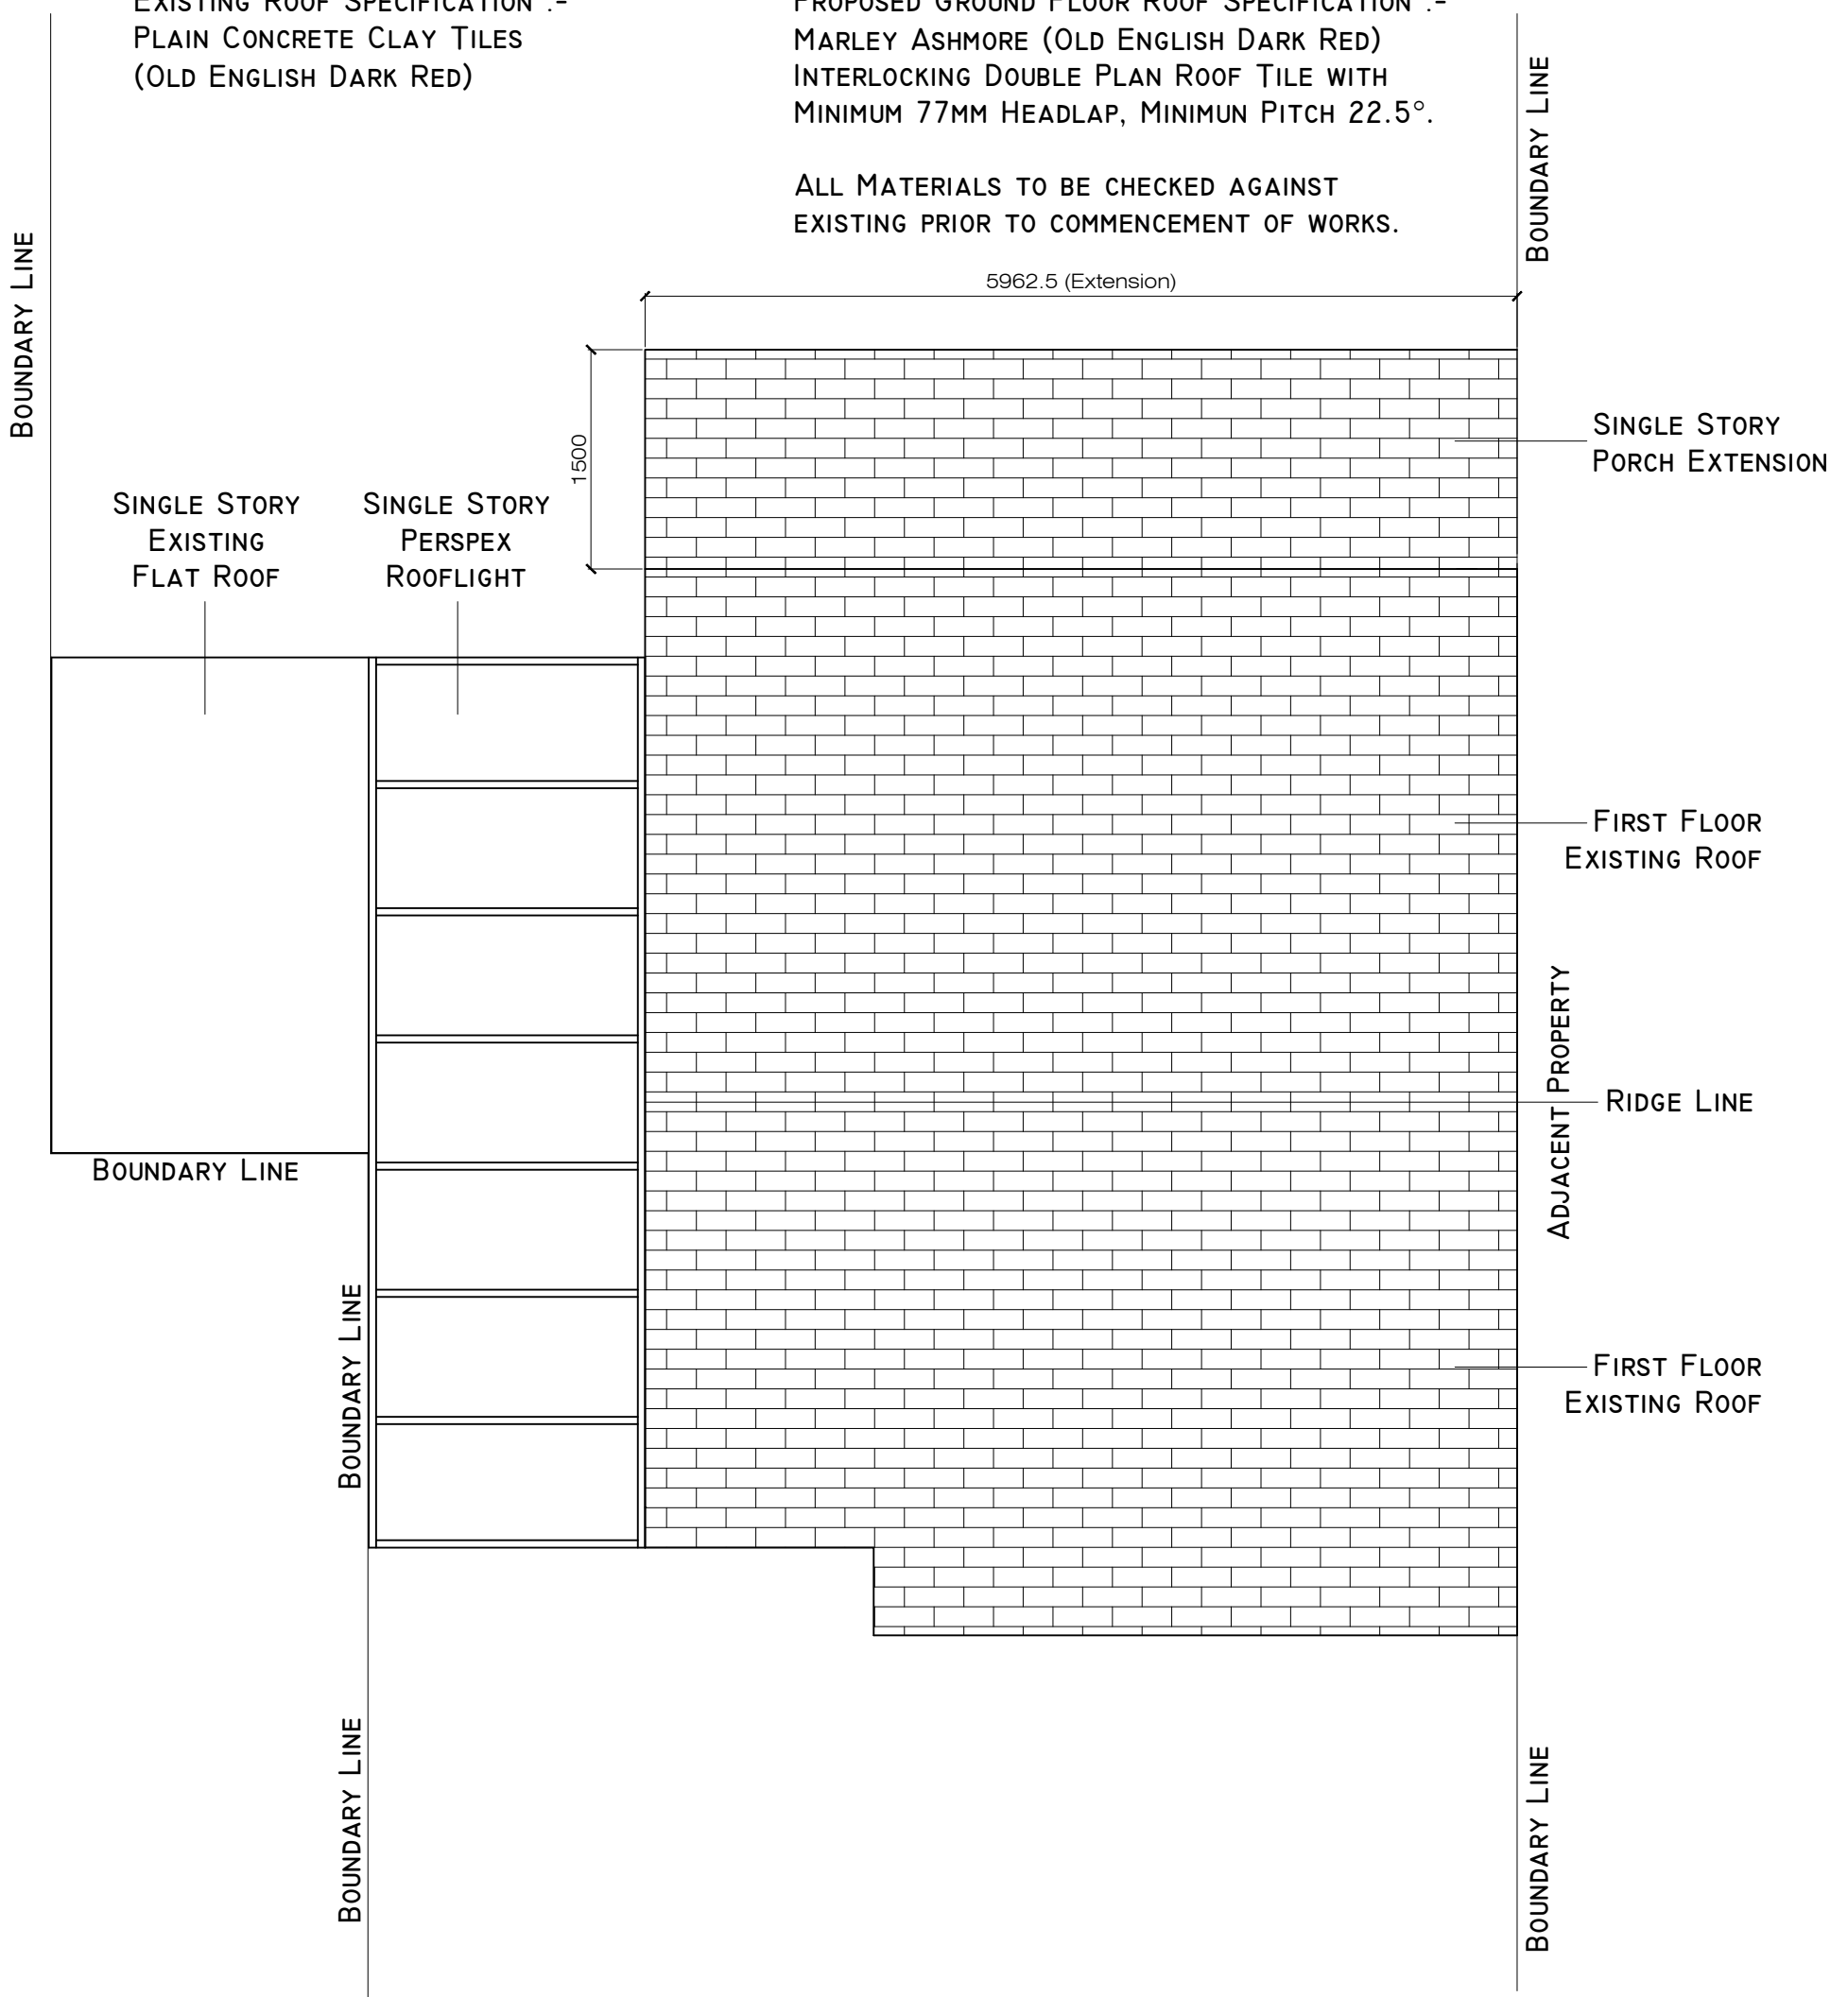 Existing Roof Specification :-
Plain Concrete Clay Tiles
(Old English Dark Red)
Proposed Ground Floor Roof Specification :-
Marley Ashmore (Old English Dark Red)
Interlocking Double Plan Roof Tile with
Minimum 77mm Headlap, Minimun Pitch 22.5°.
All Materials to be checked against
existing prior to commencement of works.
Boundary Line
Boundary Line
5962.5 (Extension)
1500
Single Story
Porch Extension
Single Story
Existing
Flat Roof
Single Story
Perspex
Rooflight
First Floor
Existing Roof
Adjacent Property
Ridge Line
Boundary Line
Boundary Line
First Floor
Existing Roof
Boundary Line
Boundary Line